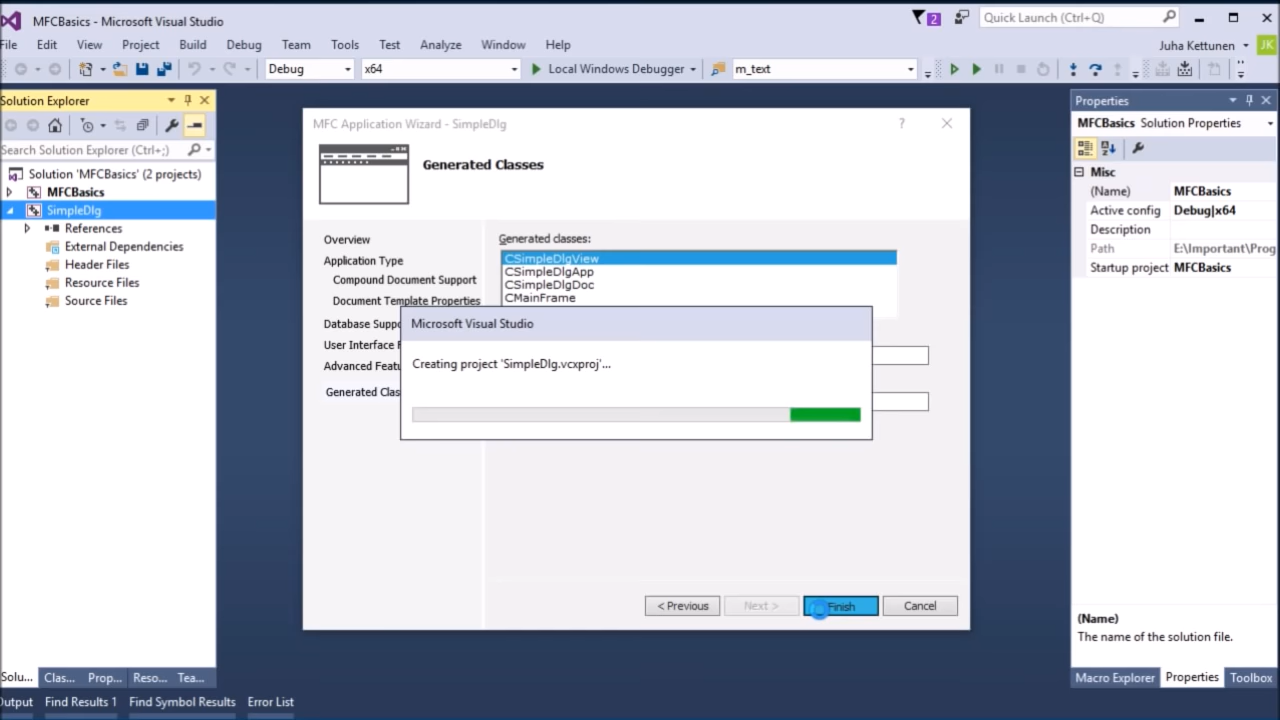 MFCBasics - Microsoft Visual Studio
2
Quick Launch (Ctrl+Q)
File Edit View Project Build Debug Team Tools Test Analyze Window Help
Juha Kettunen
JK
Debug
x64
Local Windows Debugger
m_text
Solution Explorer
Search Solution Explorer (Ctrl+;)
Solution 'MFCBasics' (2 projects)
MFCBasics
SimpleDlg
References
External Dependencies
Header Files
Resource Files
Source Files
Solu... Clas... Prop... Reso... Tea...
Output Find Results 1 Find Symbol Results Error List
MFC Application Wizard - SimpleDlg
?
Generated Classes
Overview
Application Type
Compound Document Support
Document Template Properties
Database Suppo
User Interface F
Advanced Featu
Generated Clas
Generated classes:
CSimpleDlgView
CSimpleDlgApp
CSimpleDlgDoc
CMainFrame
Microsoft Visual Studio
Creating project 'SimpleDlg.vcxproj'...
< Previous
Next >
Finish
Cancel
Properties
MFCBasics Solution Properties
Misc
(Name) MFCBasics
Active config Debug|x64
Description
Path E:\Important\Prog
Startup project MFCBasics
(Name)
The name of the solution file.
Macro Explorer Properties Toolbox